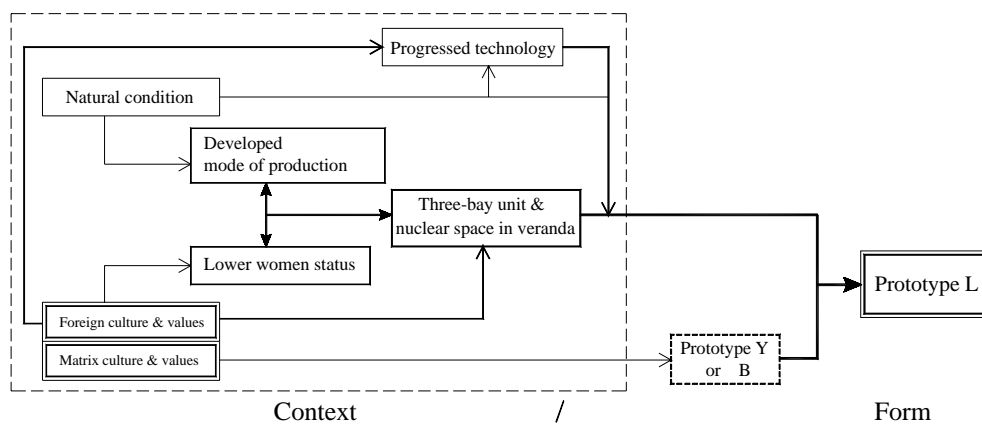 Progressed technology
Natural condition
Developed
mode of production
Three-bay unit &
nuclear space in veranda
Lower women status
Prototype L
Foreign culture & values
Matrix culture & values
Prototype Y
or B
Context / Form